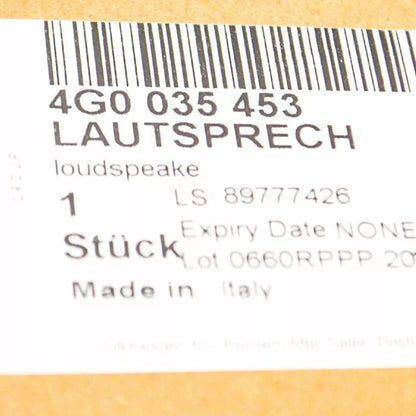 4G0 035 453
LAUTSPRECH
loudspeake
1
LS 89777426
Expiry Date NONE
Stück
Lot 0660RPPP 20
Made in Italy